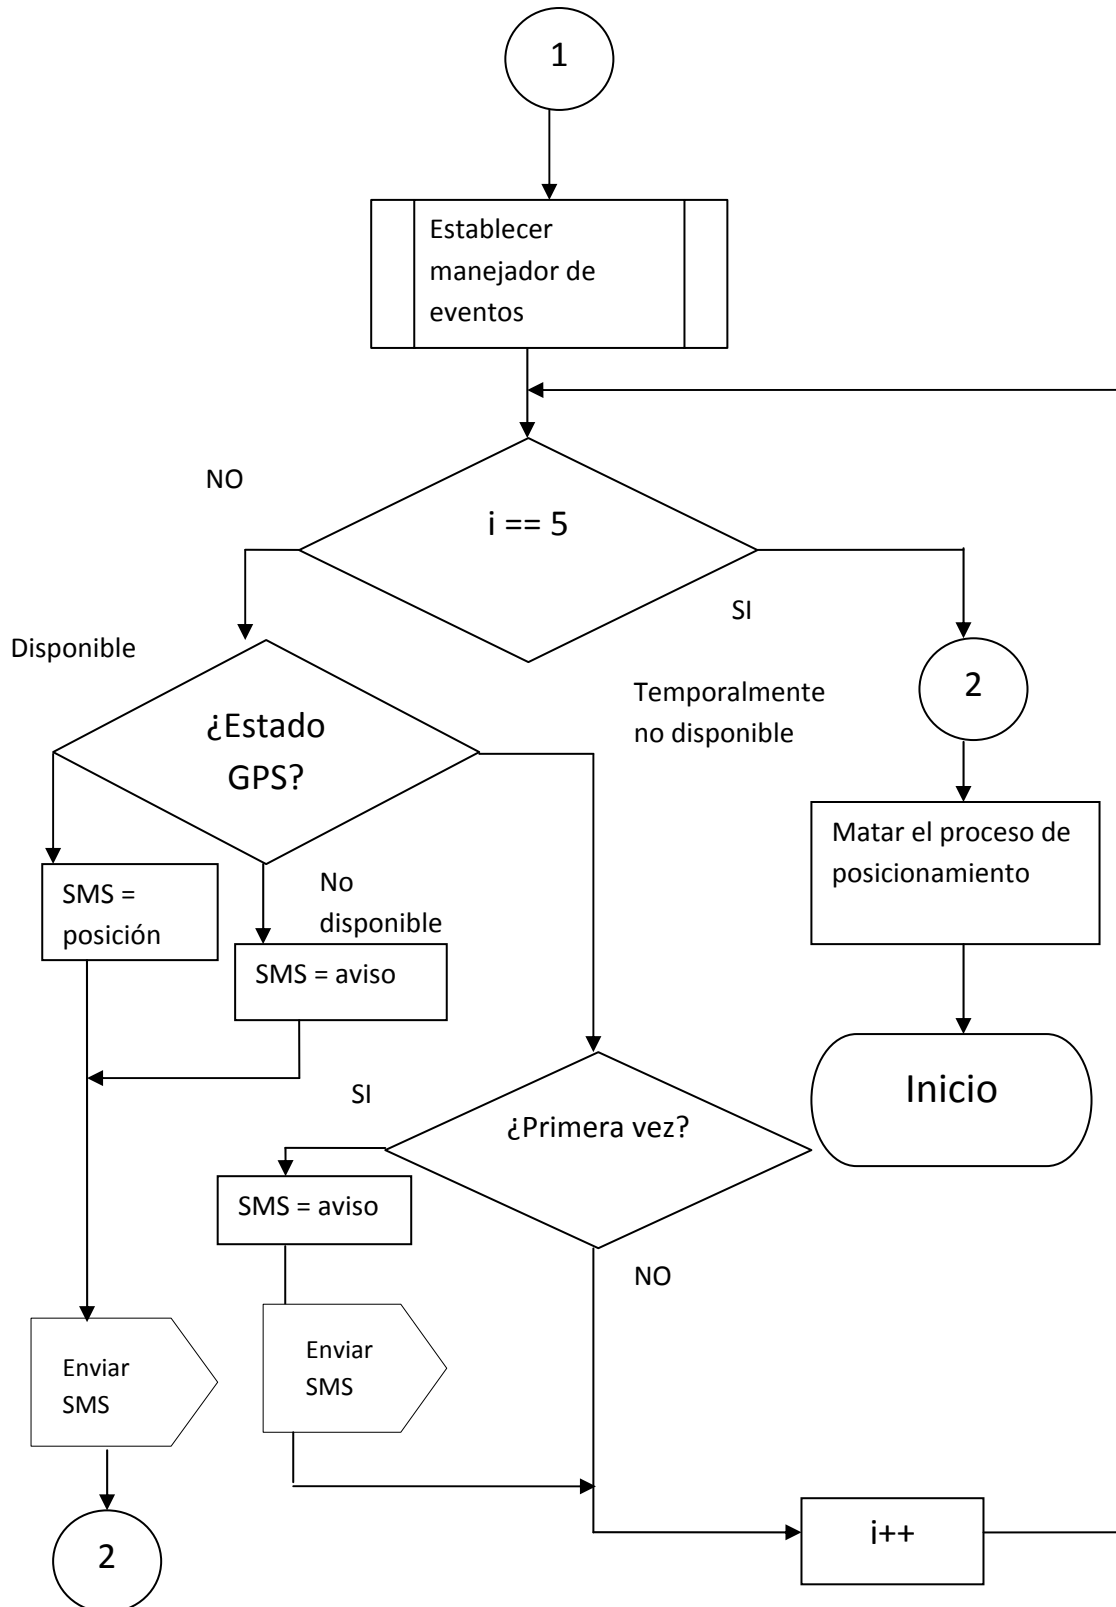 1
Establecer
manejador de
eventos
NO
i == 5
SI
Disponible
¿Estado
GPS?
Temporalmente
no disponible
2
Matar el proceso de
posicionamiento
SMS =
posición
No
disponible
SMS = aviso
Inicio
SI
¿Primera vez?
SMS = aviso
NO
Enviar
SMS
Enviar
SMS
i++
2